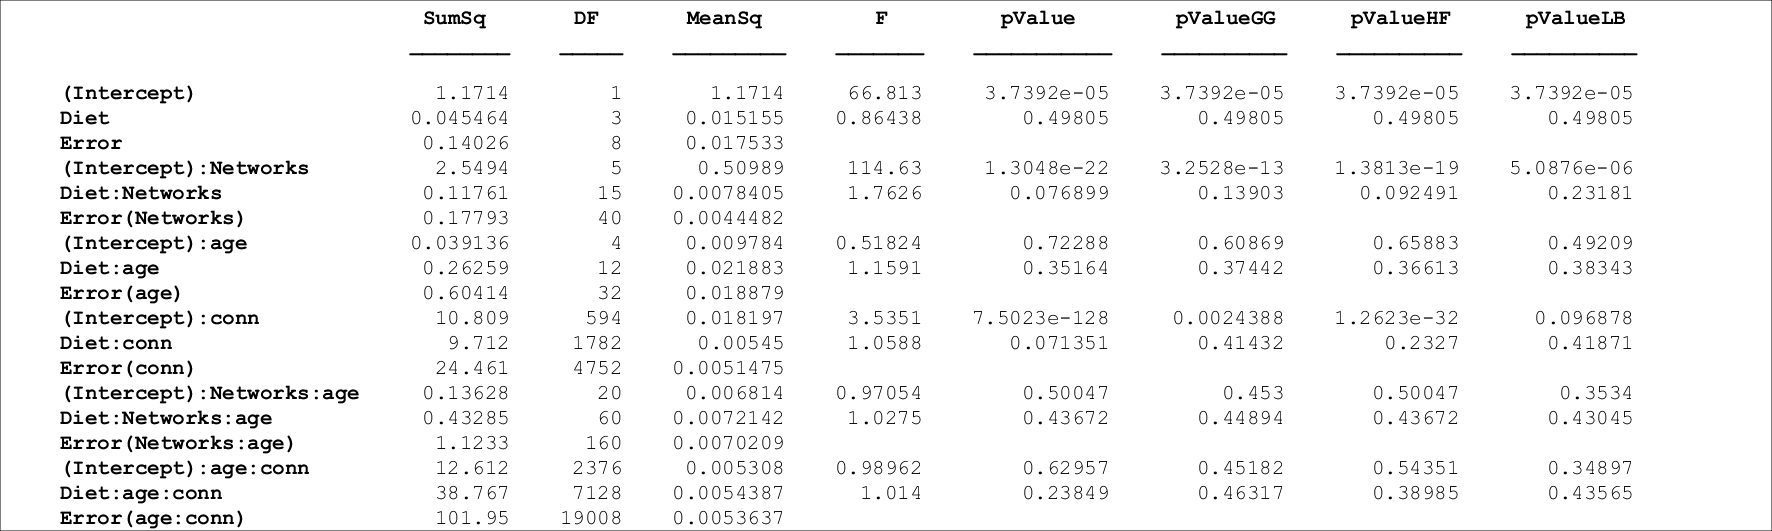 SumSq DF MeanSq F pValue pValueGG pValueHF pValueLB
(Intercept) 1.1714 1 1.1714 66.813 3.7392e-05 3.7392e-05 3.7392e-05 3.7392e-05
Diet 0.045464 3 0.015155 0.86438 0.49805 0.49805 0.49805 0.49805
Error 0.14026 8 0.017533
(Intercept):Networks 2.5494 5 0.50989 114.63 1.3048e-22 3.2528e-13 1.3813e-19 5.0876e-06
Diet:Networks 0.11761 15 0.0078405 1.7626 0.076899 0.13903 0.092491 0.23181
Error(Networks) 0.17793 40 0.0044482
(Intercept):age 0.039136 4 0.009784 0.51824 0.72288 0.60869 0.65883 0.49209
Diet:age 0.26259 12 0.021883 1.1591 0.35164 0.37442 0.36613 0.38343
Error(age) 0.60414 32 0.018879
(Intercept):conn 10.809 594 0.018197 3.5351 7.5023e-128 0.0024388 1.2623e-32 0.096878
Diet:conn 9.712 1782 0.00545 1.0588 0.071351 0.41432 0.2327 0.41871
Error(conn) 24.461 4752 0.0051475
(Intercept):Networks:age 0.13628 20 0.006814 0.97054 0.50047 0.453 0.50047 0.3534
Diet:Networks:age 0.43285 60 0.0072142 1.0275 0.43672 0.44894 0.43672 0.43045
Error(Networks:age) 1.1233 160 0.0070209
(Intercept):age:conn 12.612 2376 0.005308 0.98962 0.62957 0.45182 0.54351 0.34897
Diet:age:conn 38.767 7128 0.0054387 1.014 0.23849 0.46317 0.38985 0.43565
Error(age:conn) 101.95 19008 0.0053637